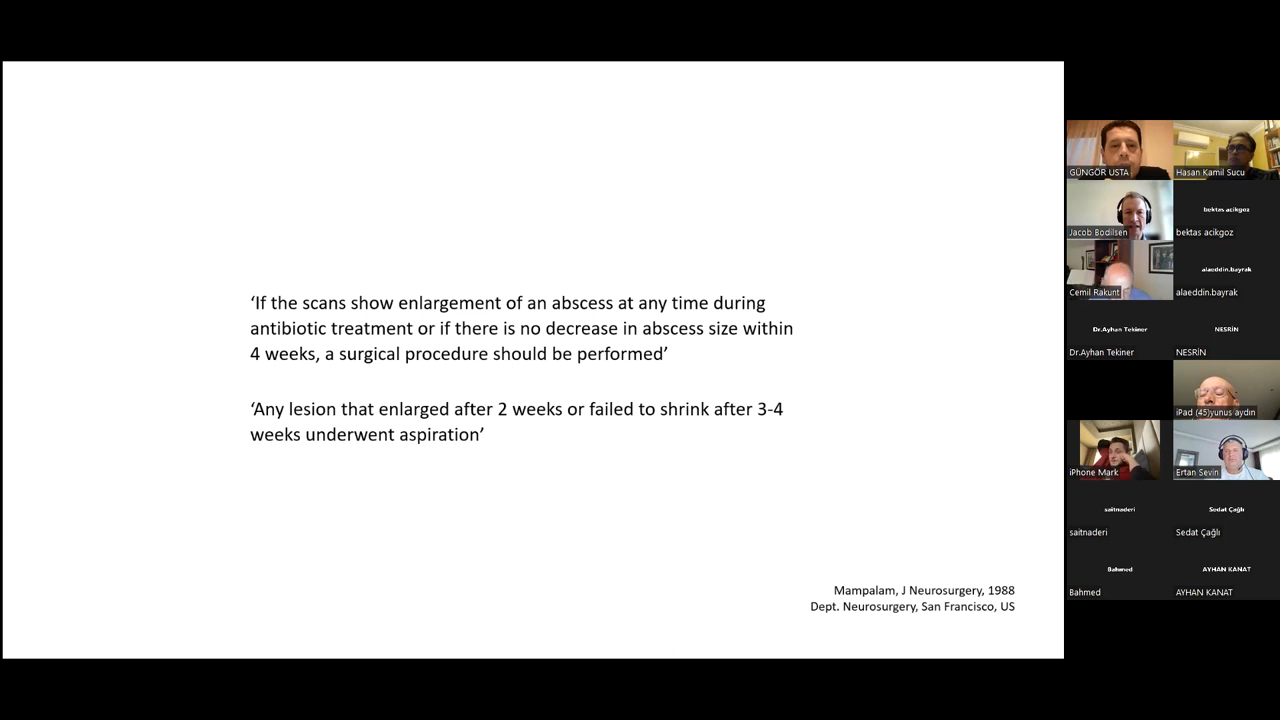 ‘If the scans show enlargement of an abscess at any time during
antibiotic treatment or if there is no decrease in abscess size within
4 weeks, a surgical procedure should be performed’
‘Any lesion that enlarged after 2 weeks or failed to shrink after 3-4
weeks underwent aspiration’
Mampalam, J Neurosurgery, 1988
Dept. Neurosurgery, San Francisco, US
GÜNGÖR USTA
Hasan Kamil Sucu
Jacob Bodilsen
bektas acikgoz
bektas acikgoz
Cemil Rakunt
alaeddin.bayrak
alaeddin.bayrak
Dr.Ayhan Tekiner
Dr.Ayhan Tekiner
NESRİN
NESRİN
iPad (45)yunus aydın
iPhone Mark
Ertan Sevin
saitnaderi
saitnaderi
Sedat Çağlı
Sedat Çağlı
Bahmed
Bahmed
AYHAN KANAT
AYHAN KANAT